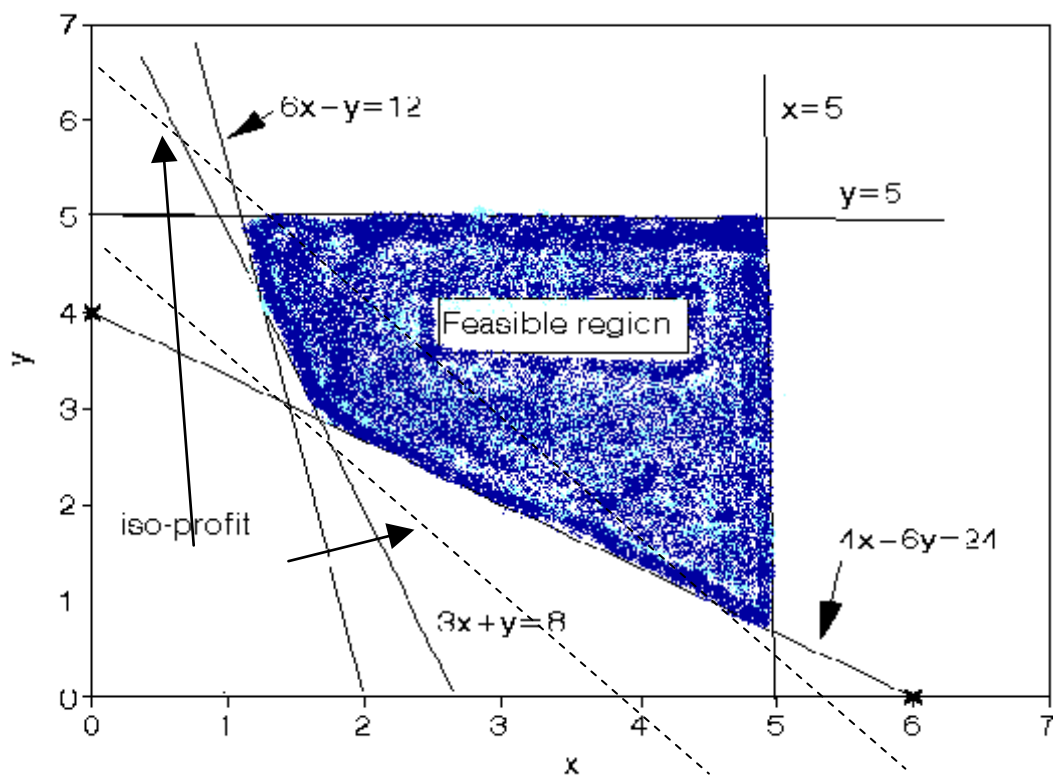 7
6x-y=12
x=5
6
y=5
5
4
Feasible region
y
3
2
iso-profit
4x-6y=24
1
3x+y=8
0
0 1 2 3 4 5 6 7
x